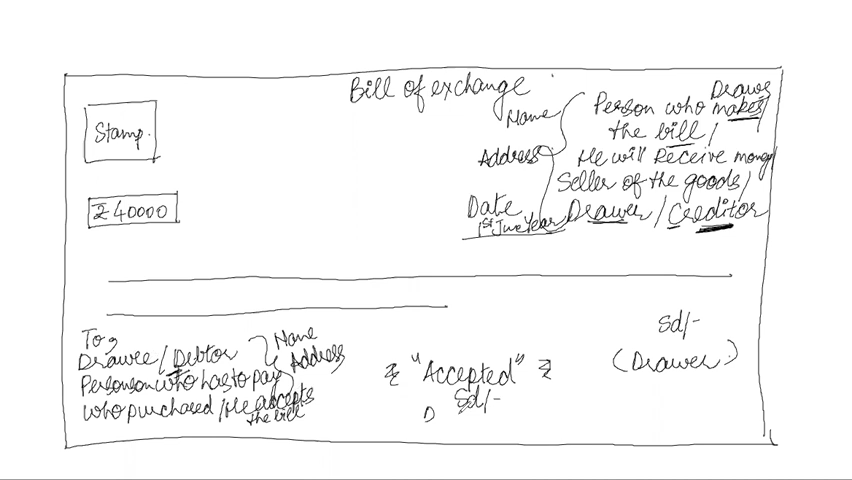 Bill of exchange
Stamp.
₹ 40000
Name
Address
Date
1st June Year
Draws
Person who makes/
the bill/
He will Receive money/
Seller of the goods/
Drawer/Creditor
To,
Drawee/Debtor
Name
Address
Person who has to pay
who purchased/He accepts
the bill
"Accepted"
Sd/-
D
Sd/-
(Drawer)